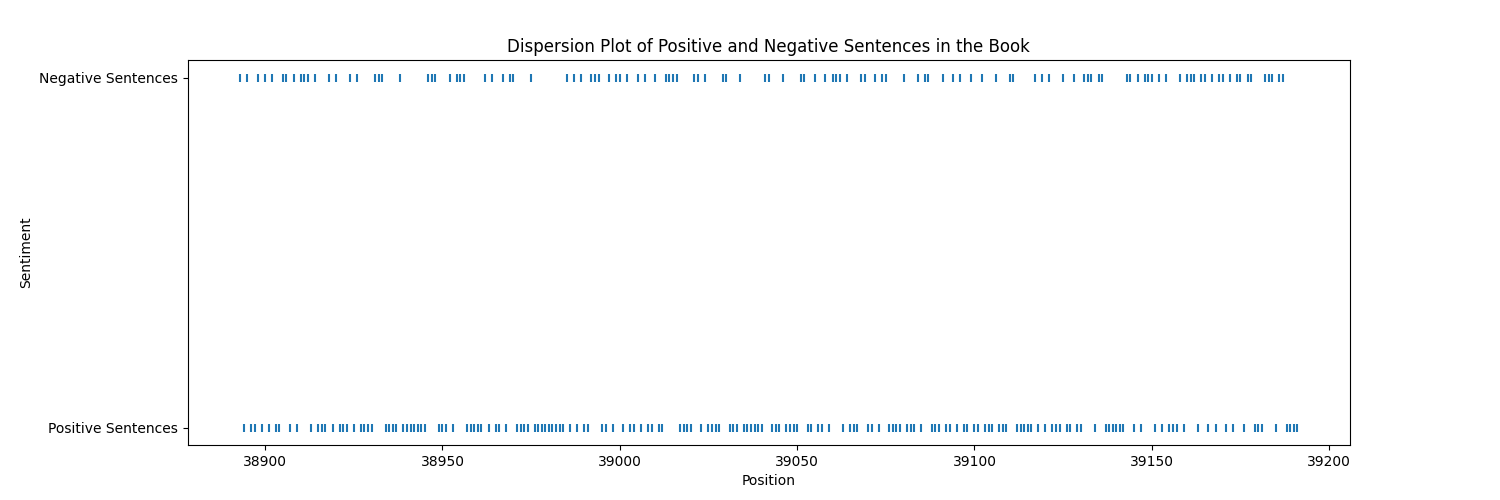 Dispersion Plot of Positive and Negative Sentences in the Book
Negative Sentences
Sentiment
Positive Sentences
38900 38950 39000 39050 39100 39150 39200
Position